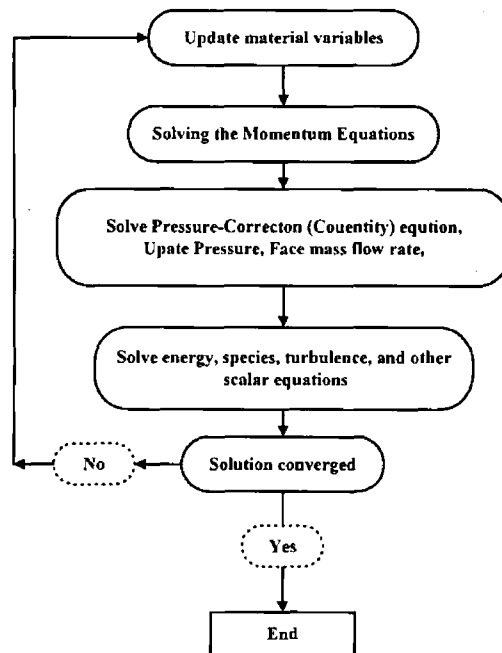 Update material variables
Solving the Momentum Equations
Solve Pressure-Correcton (Couentity) eqution,
Upate Pressure, Face mass flow rate,
Solve energy, species, turbulence, and other
scalar equations
No
Solution converged
Yes
End